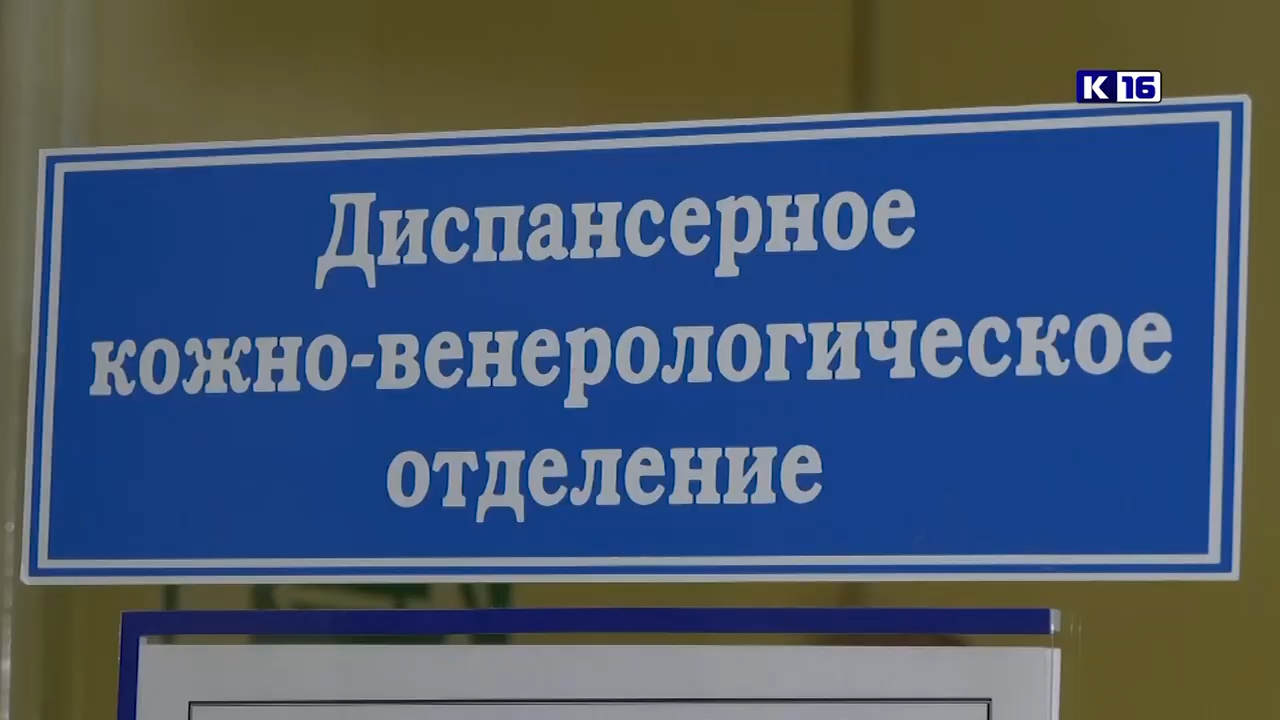 К 16
Диспансерное
кожно-венерологическое
отделение